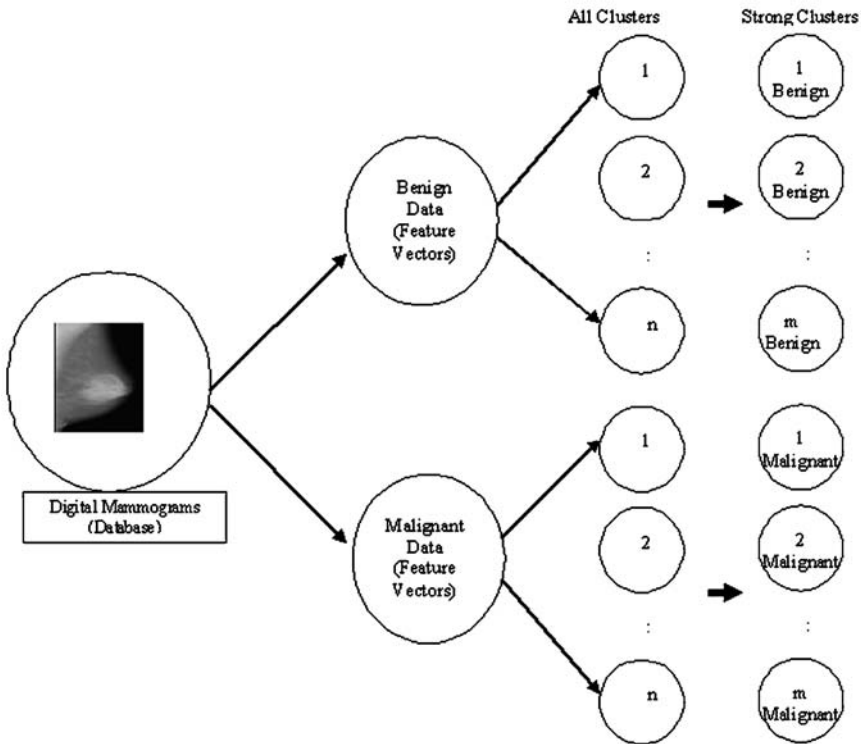 All Clusters
Strong Clusters
1
1
Benign
2
2
Benign
Benign
Data
(Feature
Vectors)
:
:
n
m
Benign
Digital Mammograms
(Database)
1
1
Malignant
Malignant
Data
(Feature
Vectors)
2
2
Malignant
:
:
n
m
Malignant